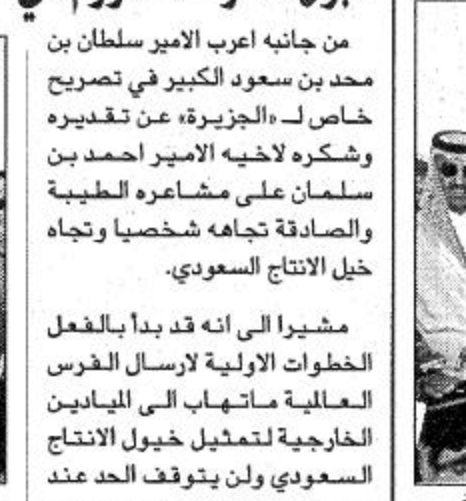 من جانبه اعرب الامير سلطان بن
محد بن سعود الكبير في تصريح
خاص لـ «الجزيرة» عن تقديره
وشكره لاخيه الامير احمد بن
سلمان على مشاعره الطيبة
والصادقة تجاهه شخصيا وتجاه
خيل الانتاج السعودي.
مشيرا الى انه قد بدأ بالفعل
الخطوات الاولية لارسال الفرس
العالمية ماتهاب الى الميادين
الخارجية لتمثيل خيول الانتاج
السعودي ولن يتوقف الحد عند